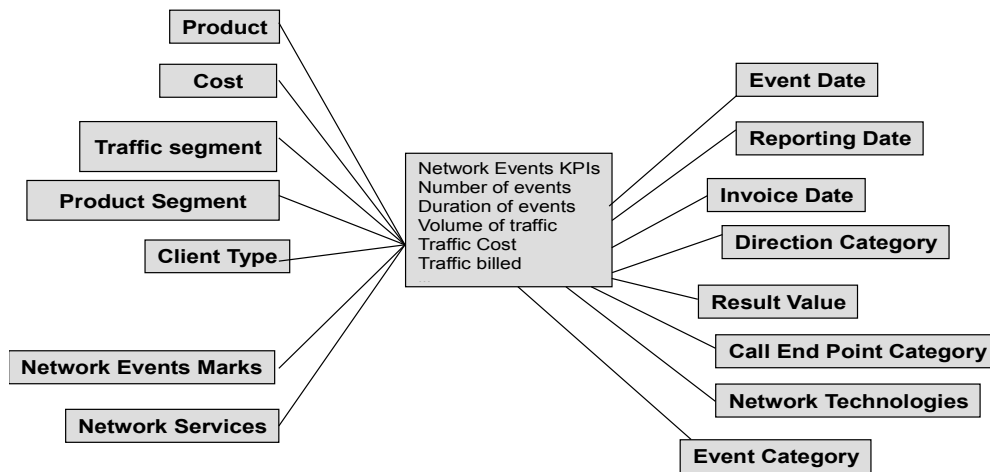 Product
Cost
Traffic segment
Product Segment
Client Type
Network Events Marks
Network Services
Network Events KPIs
Number of events
Duration of events
Volume of traffic
Traffic Cost
Traffic billed
...
Event Date
Reporting Date
Invoice Date
Direction Category
Result Value
Call End Point Category
Network Technologies
Event Category